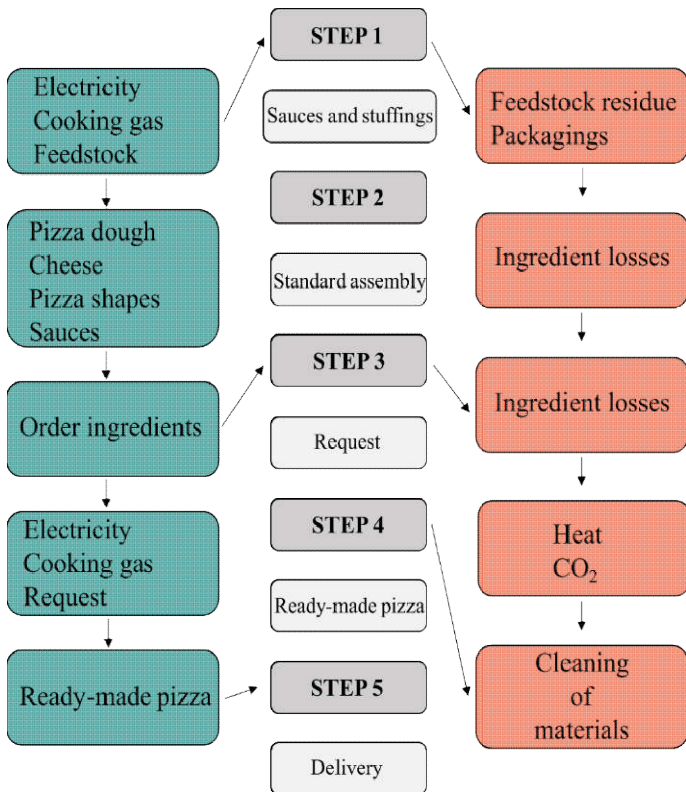 Electricity
Cooking gas
Feedstock
Pizza dough
Cheese
Pizza shapes
Sauces
Order ingredients
Electricity
Cooking gas
Request
Ready-made pizza
STEP 1
Sauces and stuffings
STEP 2
Standard assembly
STEP 3
Request
STEP 4
Ready-made pizza
STEP 5
Delivery
Feedstock residue
Packagings
Ingredient losses
Ingredient losses
Heat
CO₂
Cleaning
of
materials